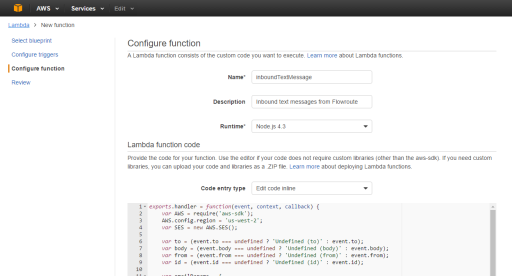 AWS Services Edit
Lambda > New function
Select blueprint
Configure triggers
Configure function
Review
Configure function
A Lambda function consists of the custom code you want to execute. Learn more about Lambda functions.
Name* inboundTextMessage
Description Inbound text messages from Flowroute
Runtime* Node.js 4.3
Lambda function code
Provide the code for your function. Use the editor if your code does not require custom libraries (other than the aws-sdk). If you need custom
libraries, you can upload your code and libraries as a .ZIP file. Learn more about deploying Lambda functions.
Code entry type Edit code inline
1 exports.handler = function(event, context, callback) {
2 var AWS = require('aws-sdk');
3 AWS.config.region = 'us-west-2';
4 var SES = new AWS.SES();
5
6 var to = (event.to === undefined ? 'Undefined (to)' : event.to);
7 var body = (event.body === undefined ? 'Undefined (body)' : event.body);
8 var from = (event.from === undefined ? 'Undefined (from)' : event.from);
9 var id = (event.id === undefined ? 'Undefined (id)' : event.id);
10